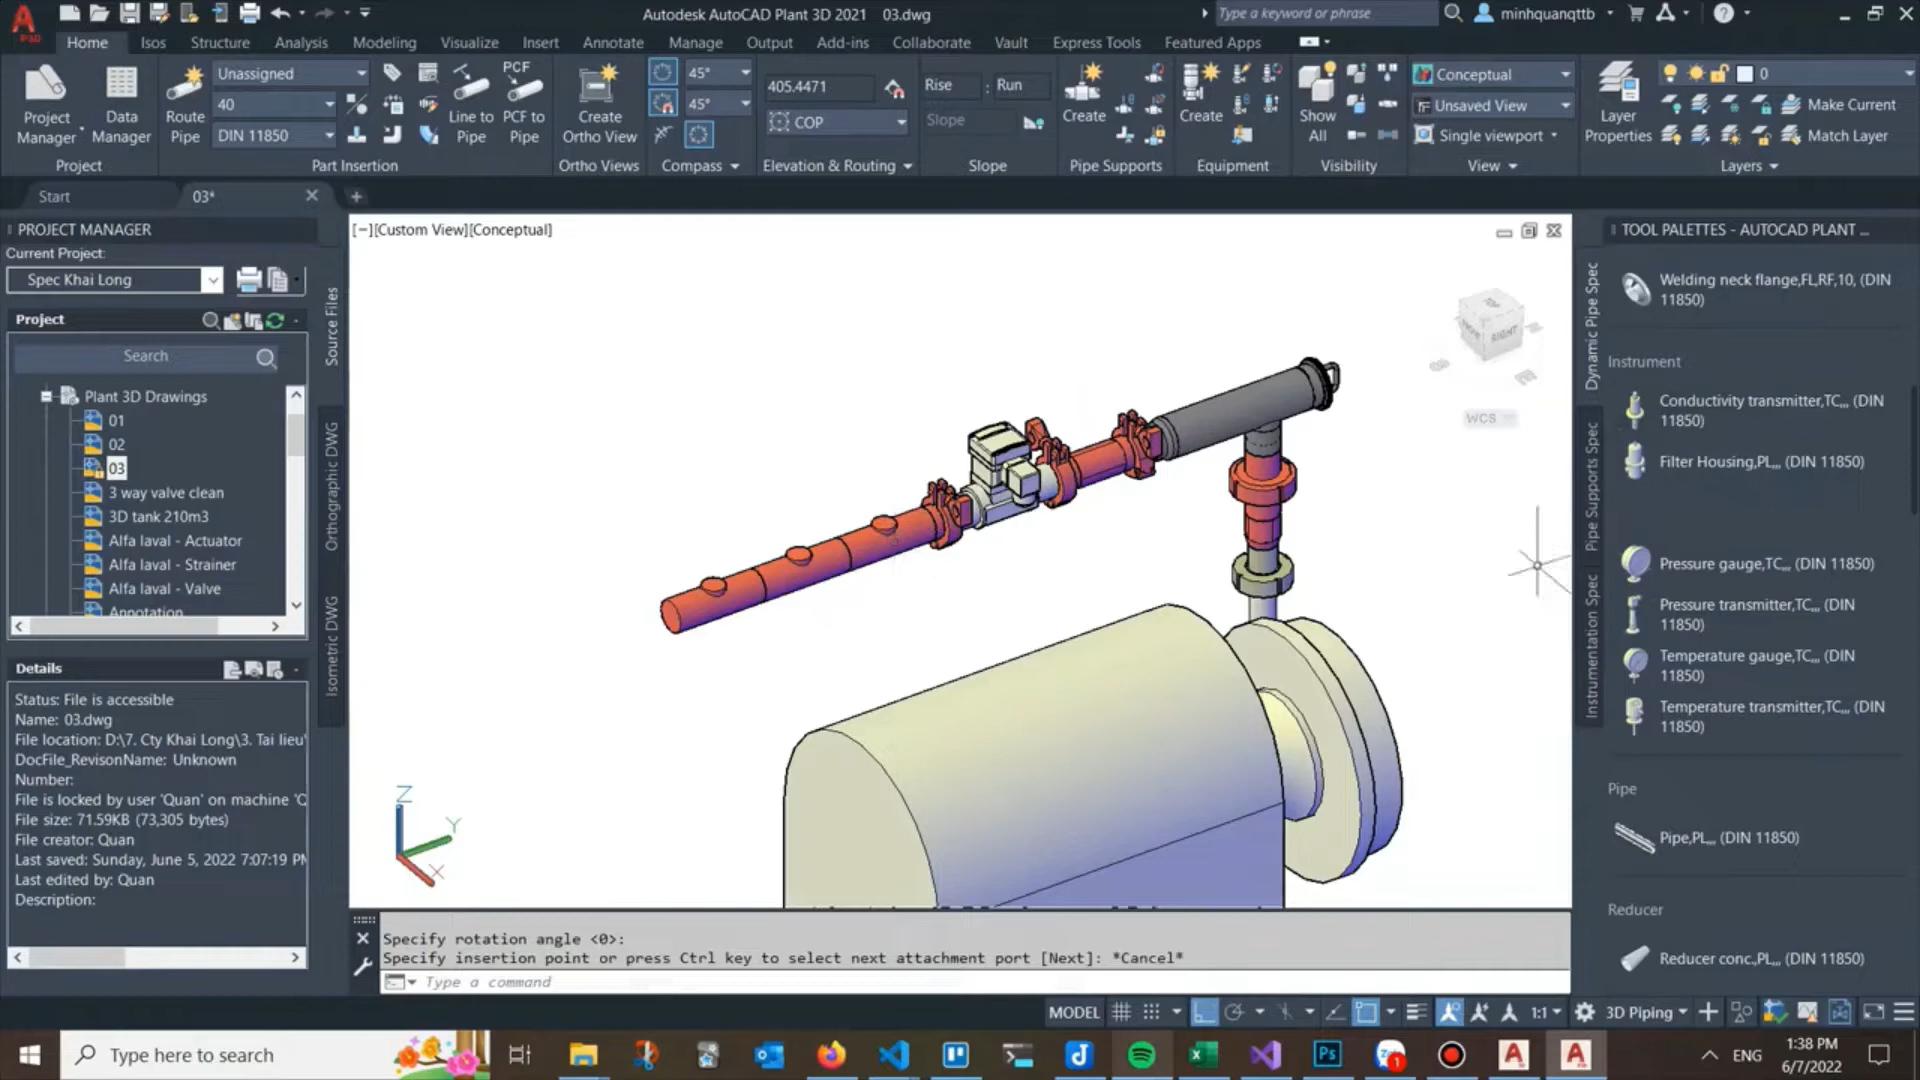 Autodesk AutoCAD Plant 3D 2021 03.dwg
Type a keyword or phrase
minhquanqttb
Home Isos Structure Analysis Modeling Visualize Insert Annotate Manage Output Add-ins Collaborate Vault Express Tools Featured Apps
Project Manager
Data Manager
Project
Route Pipe
Unassigned
40
DIN 11850
Line to Pipe
PCF
PCF to Pipe
Part Insertion
Create Ortho View
Ortho Views
45°
45°
Compass
405.4471
COP
Elevation & Routing
Rise : Run
Slope
Slope
Create
Pipe Supports
Create
Equipment
Show All
Visibility
Conceptual
Unsaved View
Single viewport
View
Layer Properties
0
Make Current
Match Layer
Layers
Start
03*
PROJECT MANAGER
Current Project:
Spec Khai Long
Project
Search
Plant 3D Drawings
01
02
03
3 way valve clean
3D tank 210m3
Alfa laval - Actuator
Alfa laval - Strainer
Alfa laval - Valve
Annotation
Source Files
Orthographic DWG
Isometric DWG
Details
Status: File is accessible
Name: 03.dwg
File location: D:\7. Cty Khai Long\3. Tai lieu\
DocFile_RevisonName: Unknown
Number:
File is locked by user 'Quan' on machine 'Q
File size: 71.59KB (73,305 bytes)
File creator: Quan
Last saved: Sunday, June 5, 2022 7:07:19 PM
Last edited by: Quan
Description:
[−][Custom View][Conceptual]
TOP
RIGHT
WCS
Z
Y
X
Specify rotation angle <0>:
Specify insertion point or press Ctrl key to select next attachment port [Next]: *Cancel*
Type a command
TOOL PALETTES - AUTOCAD PLANT ...
Dynamic Pipe Spec
Pipe Supports Spec
Instrumentation Spec
Welding neck flange,FL,RF,10, (DIN 11850)
Instrument
Conductivity transmitter,TC,,, (DIN 11850)
Filter Housing,PL,,, (DIN 11850)
Pressure gauge,TC,,, (DIN 11850)
Pressure transmitter,TC,,, (DIN 11850)
Temperature gauge,TC,,, (DIN 11850)
Temperature transmitter,TC,,, (DIN 11850)
Pipe
Pipe,PL,,, (DIN 11850)
Reducer
Reducer conc.,PL,,, (DIN 11850)
MODEL
1:1
3D Piping
Type here to search
ENG
1:38 PM
6/7/2022